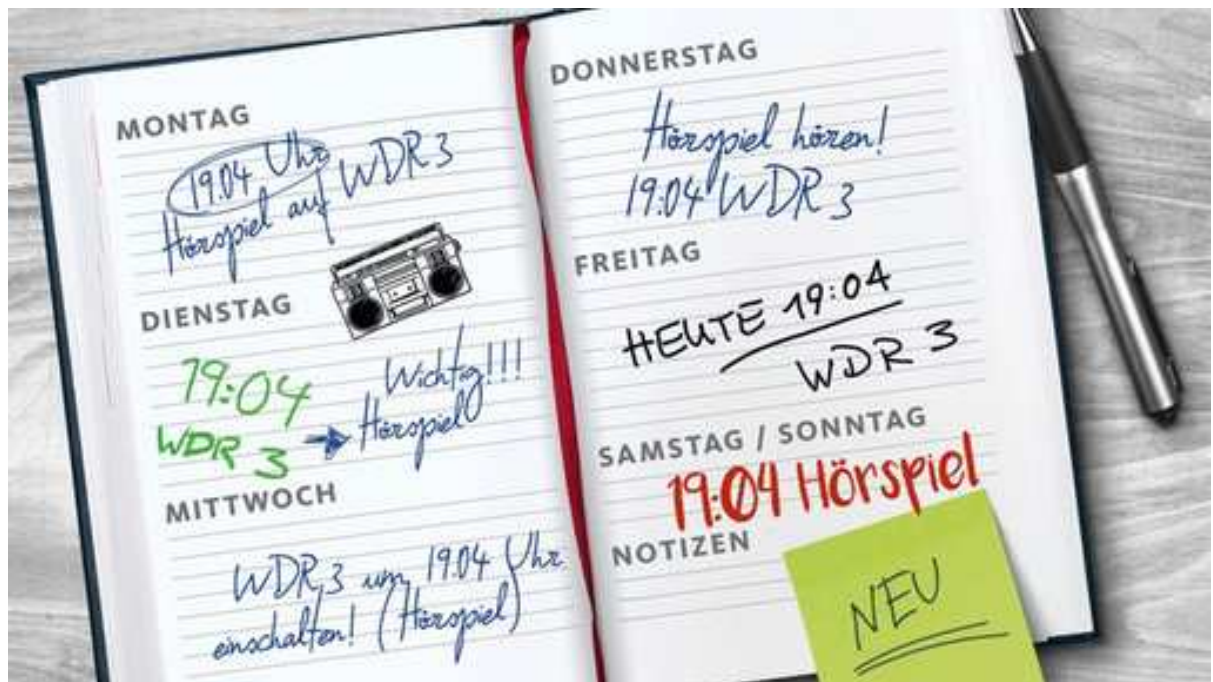 MONTAG
19.04 Uhr
Hörspiel auf WDR 3
DIENSTAG
19:04 Wichtig!!!
WDR 3 → Hörspiel
MITTWOCH
WDR 3 um 19.04 Uhr
einschalten! (Hörspiel)
DONNERSTAG
Hörspiel hören!
19:04 WDR 3
FREITAG
HEUTE 19:04
WDR 3
SAMSTAG / SONNTAG
19:04 Hörspiel
NOTIZEN
NEU